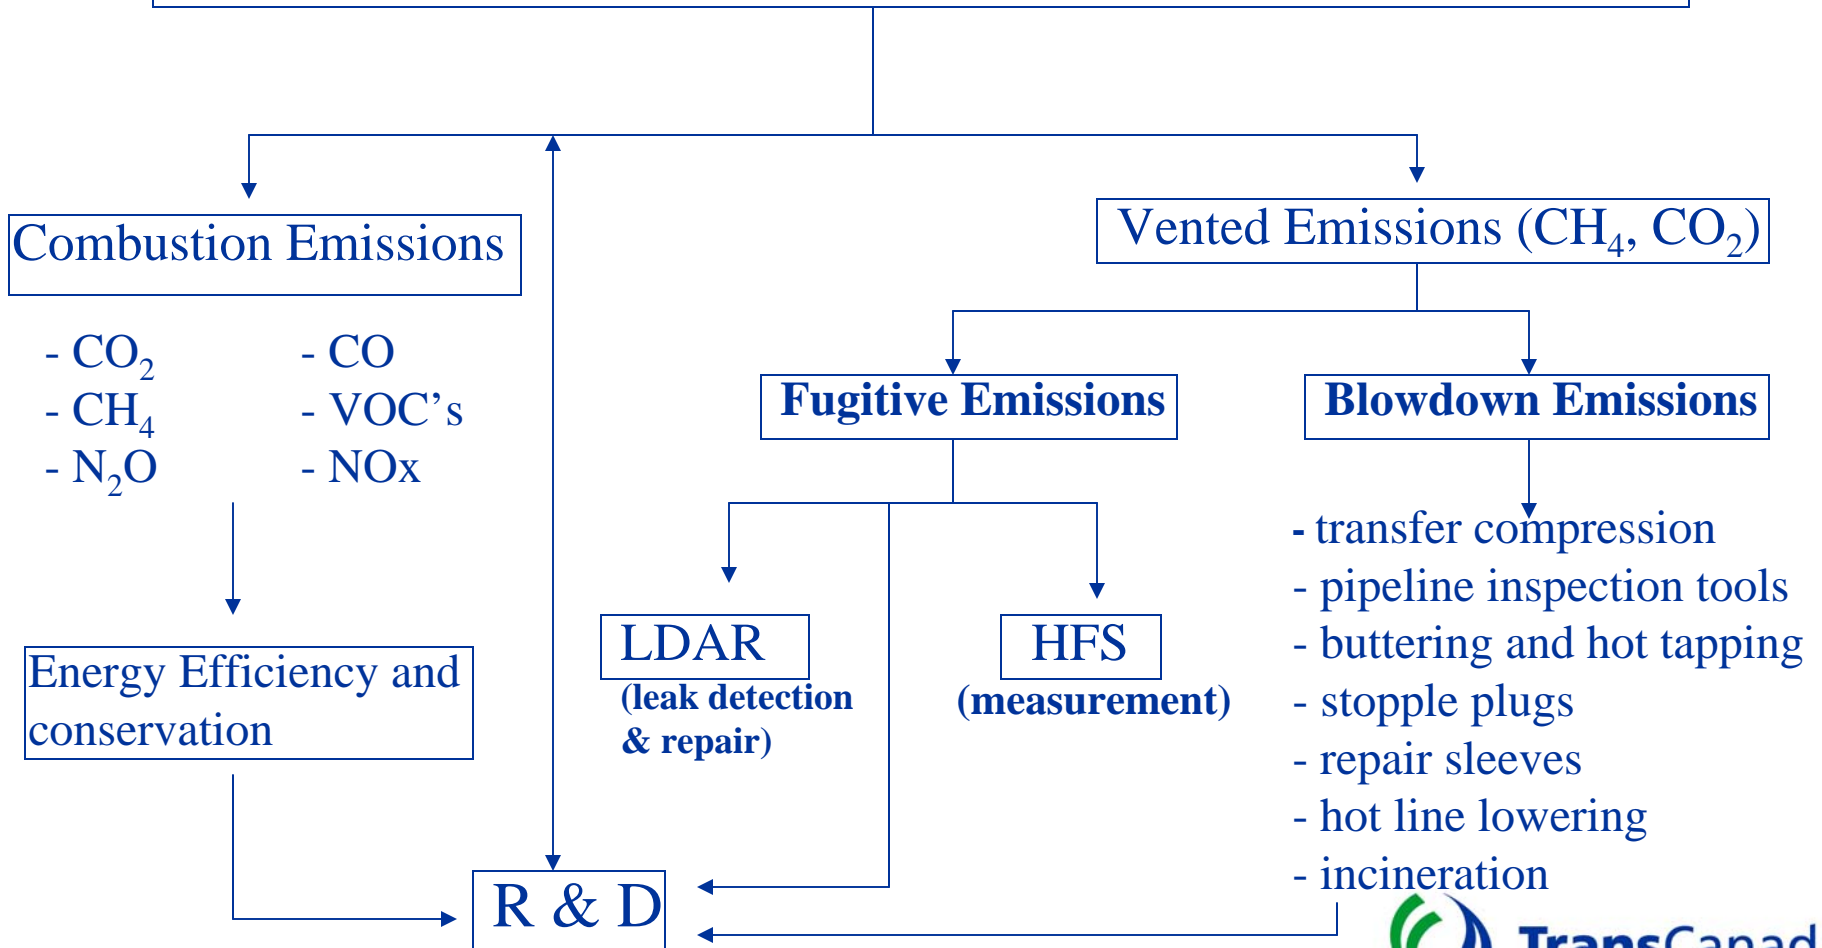 Combustion Emissions
Vented Emissions (CH₄, CO₂)
- CO₂
- CH₄
- N₂O
- CO
- VOC’s
- NOx
Fugitive Emissions
Blowdown Emissions
Energy Efficiency and
conservation
LDAR
(leak detection
& repair)
HFS
(measurement)
- transfer compression
- pipeline inspection tools
- buttering and hot tapping
- stopple plugs
- repair sleeves
- hot line lowering
- incineration
R & D
TransCanad